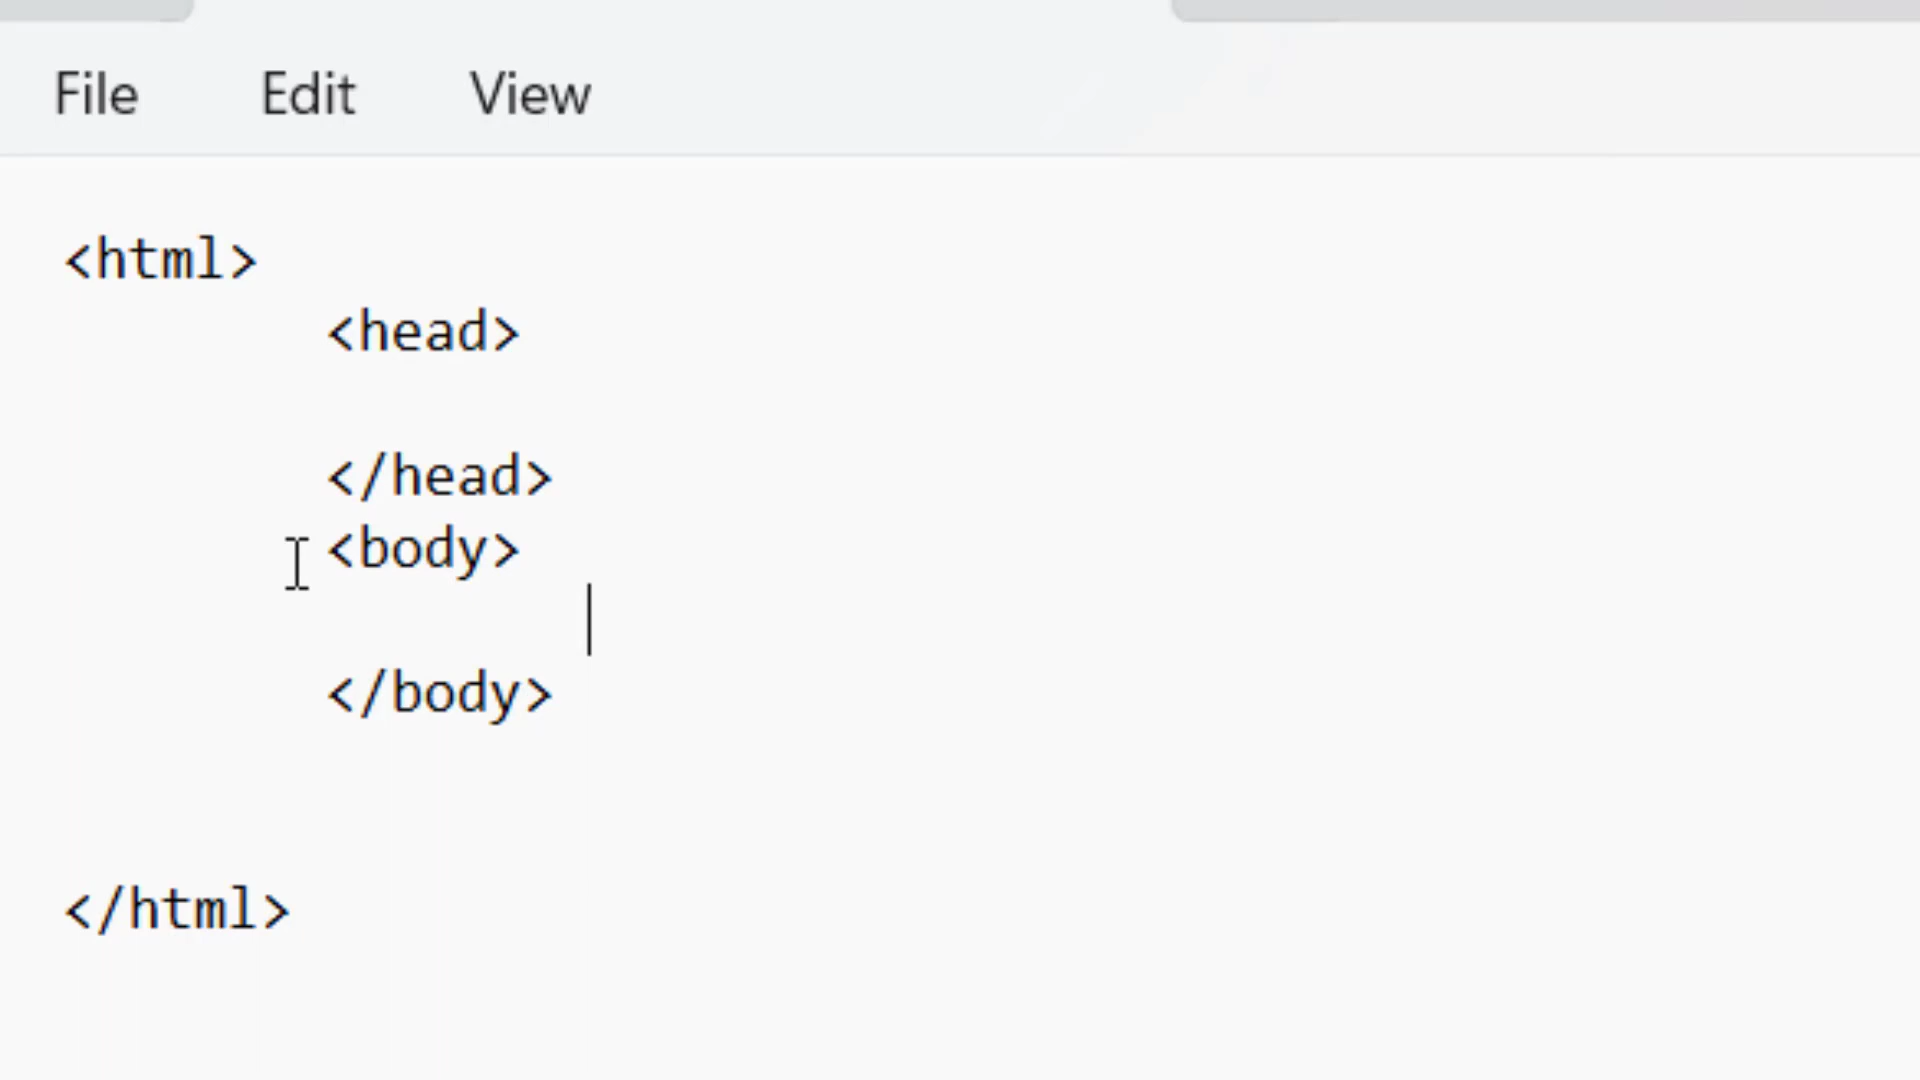 File Edit View
<html>
<head>
</head>
<body>
</body>
</html>